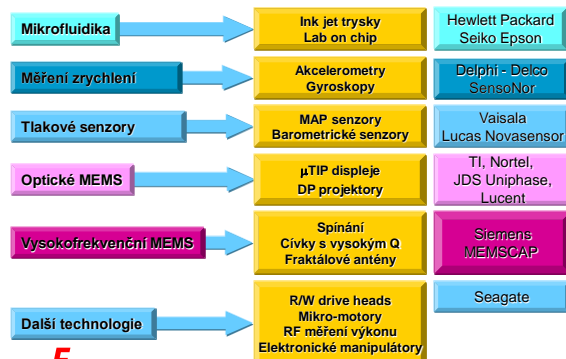 Mikrofluidika
Ink jet trysky
Lab on chip
Hewlett Packard
Seiko Epson
Měření zrychlení
Akcelerometry
Gyroskopy
Delphi - Delco
SensoNor
Tlakové senzory
MAP senzory
Barometrické senzory
Vaisala
Lucas Novasensor
Optické MEMS
µTIP displeje
DP projektory
TI, Nortel,
JDS Uniphase,
Lucent
Vysokofrekvenční MEMS
Spínání
Cívky s vysokým Q
Fraktálové antény
Siemens
MEMSCAP
Další technologie
R/W drive heads
Mikro-motory
RF měření výkonu
Elektronické manipulátory
Seagate